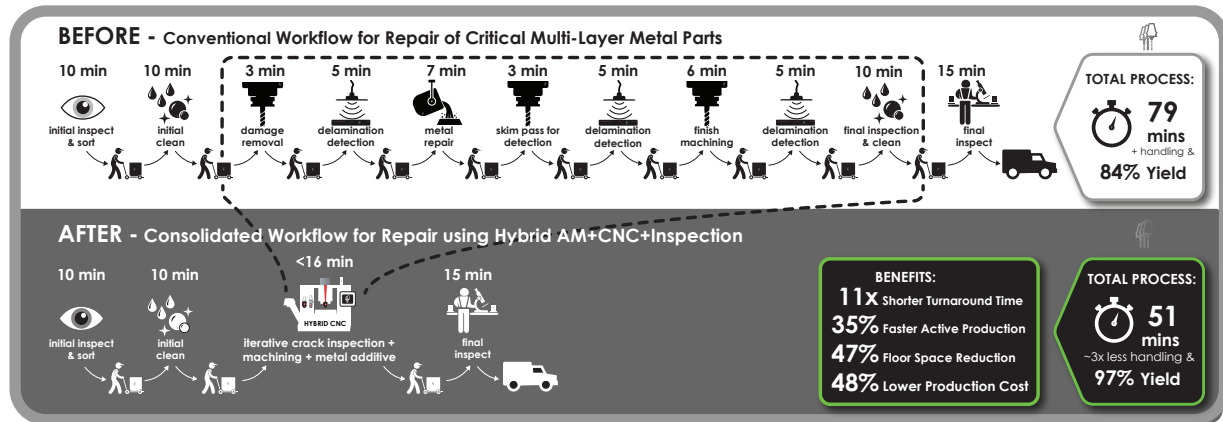 BEFORE - Conventional Workflow for Repair of Critical Multi-Layer Metal Parts
10 min
initial inspect
& sort
10 min
initial
clean
3 min
damage
removal
5 min
delamination
detection
7 min
metal
repair
3 min
skim pass for
detection
5 min
delamination
detection
6 min
finish
machining
5 min
delamination
detection
10 min
final inspection
& clean
15 min
final
inspect
TOTAL PROCESS:
79
mins
+ handling &
84% Yield
AFTER - Consolidated Workflow for Repair using Hybrid AM+CNC+Inspection
10 min
initial inspect
& sort
10 min
initial
clean
<16 min
HYBRID CNC
iterative crack inspection +
machining + metal additive
15 min
final
inspect
BENEFITS:
11x Shorter Turnaround Time
35% Faster Active Production
47% Floor Space Reduction
48% Lower Production Cost
TOTAL PROCESS:
51
mins
~3x less handling &
97% Yield